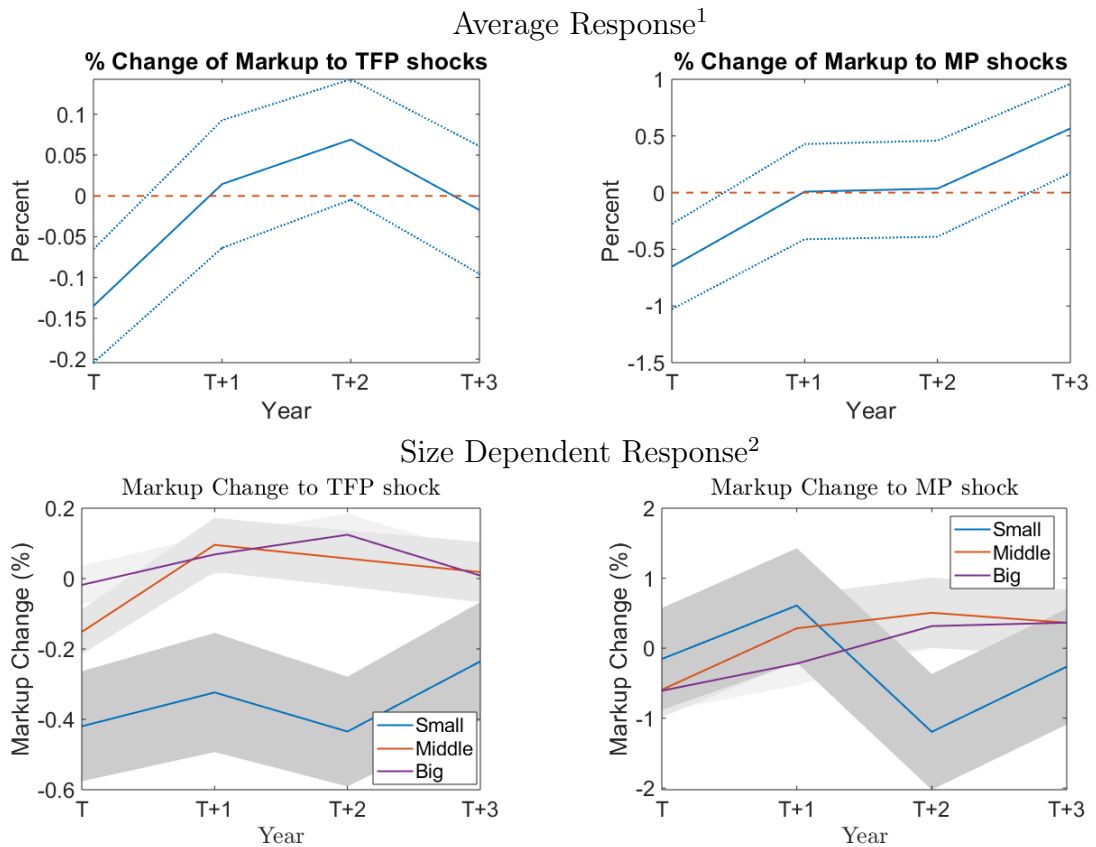 Average Response¹
% Change of Markup to TFP shocks
Percent
0.1
0.05
0
-0.05
-0.1
-0.15
-0.2
T T+1 T+2 T+3
Year
% Change of Markup to MP shocks
Percent
1
0.5
0
-0.5
-1
-1.5
T T+1 T+2 T+3
Year
Size Dependent Response²
Markup Change to TFP shock
Markup Change (%)
0.2
0
-0.2
-0.4
-0.6
Small
Middle
Big
T T+1 T+2 T+3
Year
Markup Change to MP shock
Markup Change (%)
2
1
0
-1
-2
Small
Middle
Big
T T+1 T+2 T+3
Year